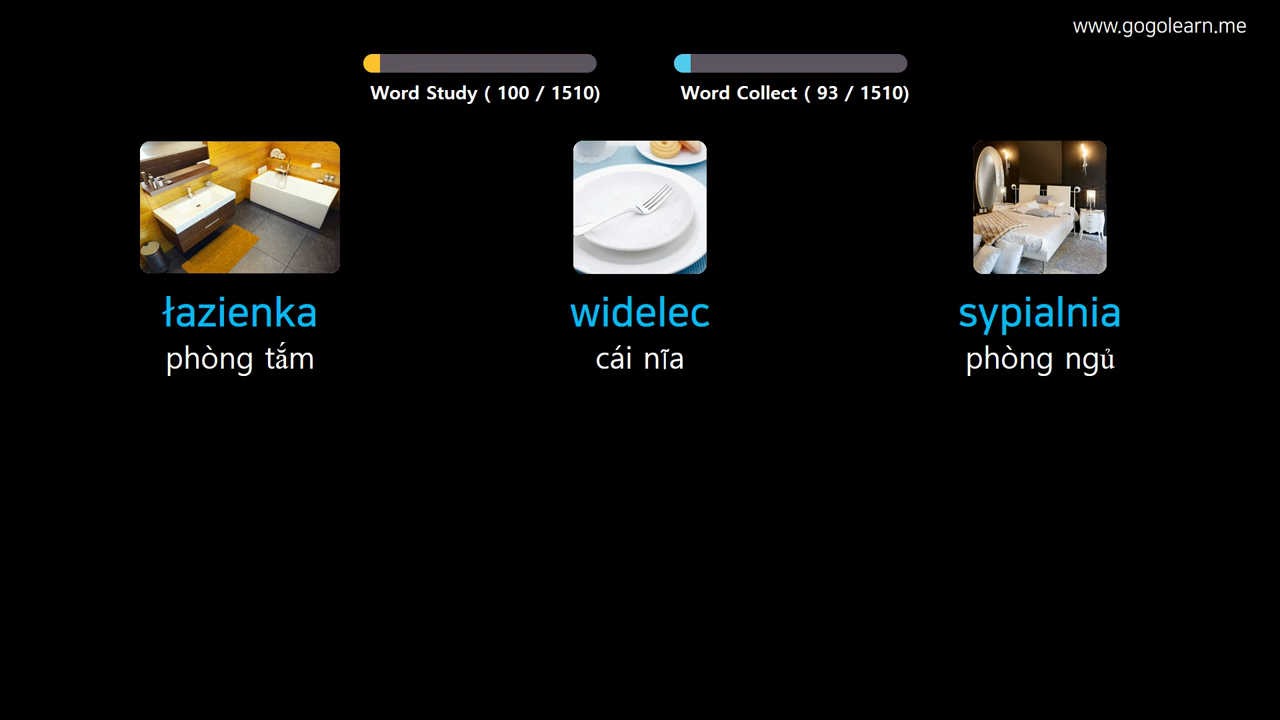 www.gogolearn.me
Word Study ( 100 / 1510)
Word Collect ( 93 / 1510)
łazienka
widelec
sypialnia
phòng tắm
cái nĩa
phòng ngủ